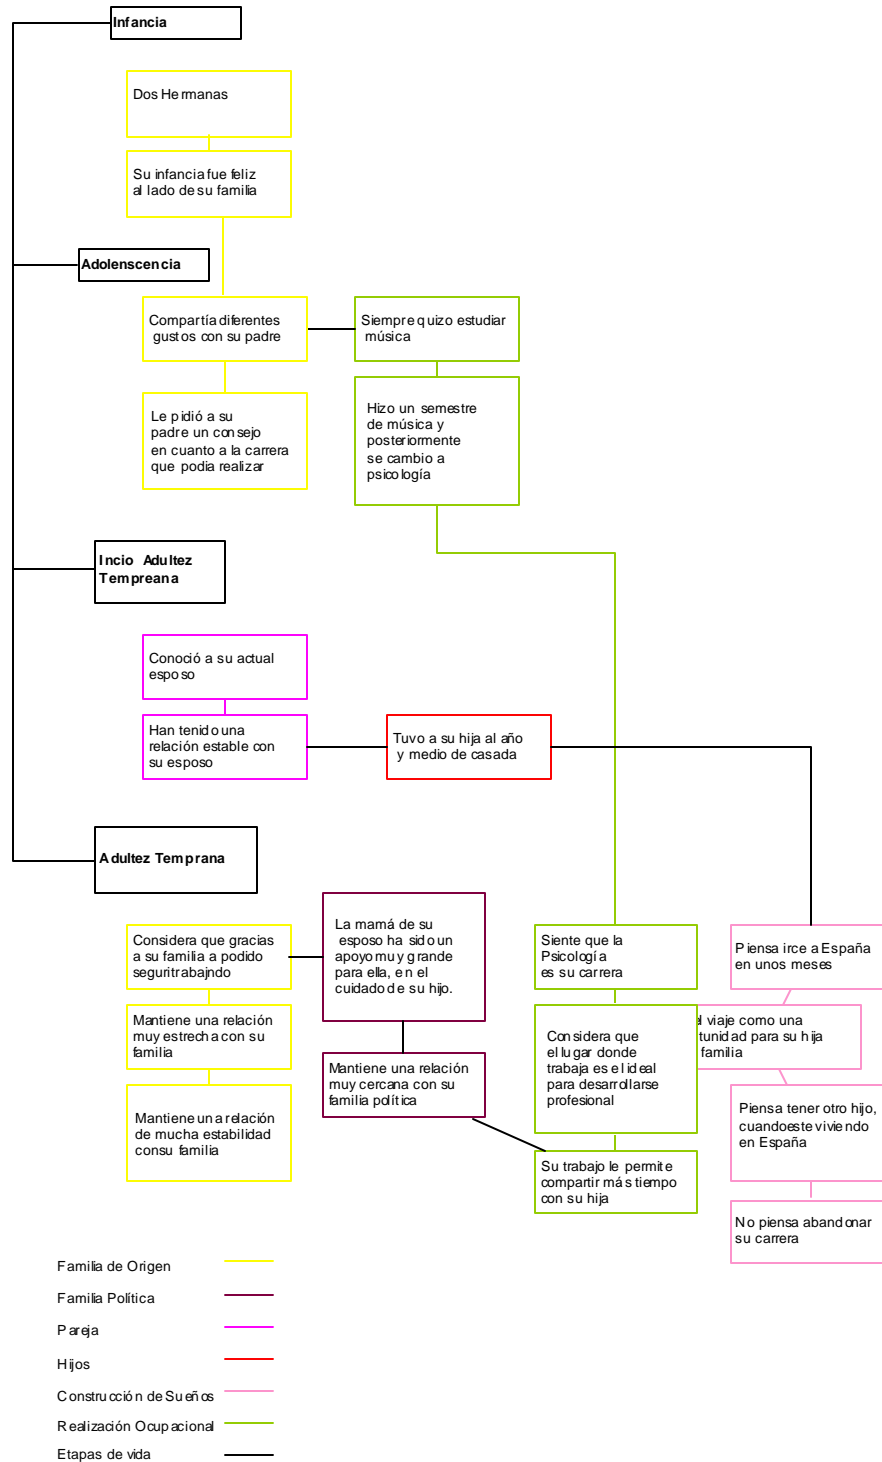 Infancia
Dos Hermanas
Su infancia fue feliz
al lado de su familia
Adolenscencia
Compartía diferentes
gustos con su padre
Siempre quizo estudiar
música
Le pidió a su
padre un consejo
en cuanto a la carrera
que podia realizar
Hizo un semestre
de música y
posteriormente
se cambio a
psicología
Incio Adultez
Tempreana
Conoció a su actual
esposo
Han tenido una
relación estable con
su esposo
Tuvo a su hija al año
y medio de casada
Adultez Temprana
Considera que gracias
a su familia a podido
seguritrabajndo
La mamá de su
esposo ha sido un
apoyo muy grande
para ella, en el
cuidado de su hijo.
Siente que la
Psicología
es su carrera
Piensa irce a España
en unos meses
Mantiene una relación
muy estrecha con su
familia
Mantiene una relación
muy cercana con su
familia política
Considera que
el lugar donde
trabaja es el ideal
para desarrollarse
profesional
el viaje como una
tunidad para su hija
familia
Mantiene una relación
de mucha estabilidad
consu familia
Su trabajo le permite
compartir más tiempo
con su hija
Piensa tener otro hijo,
cuandoeste viviendo
en España
No piensa abandonar
su carrera
Familia de Origen
Familia Política
Pareja
Hijos
Construcción de Sueños
Realización Ocupacional
Etapas de vida